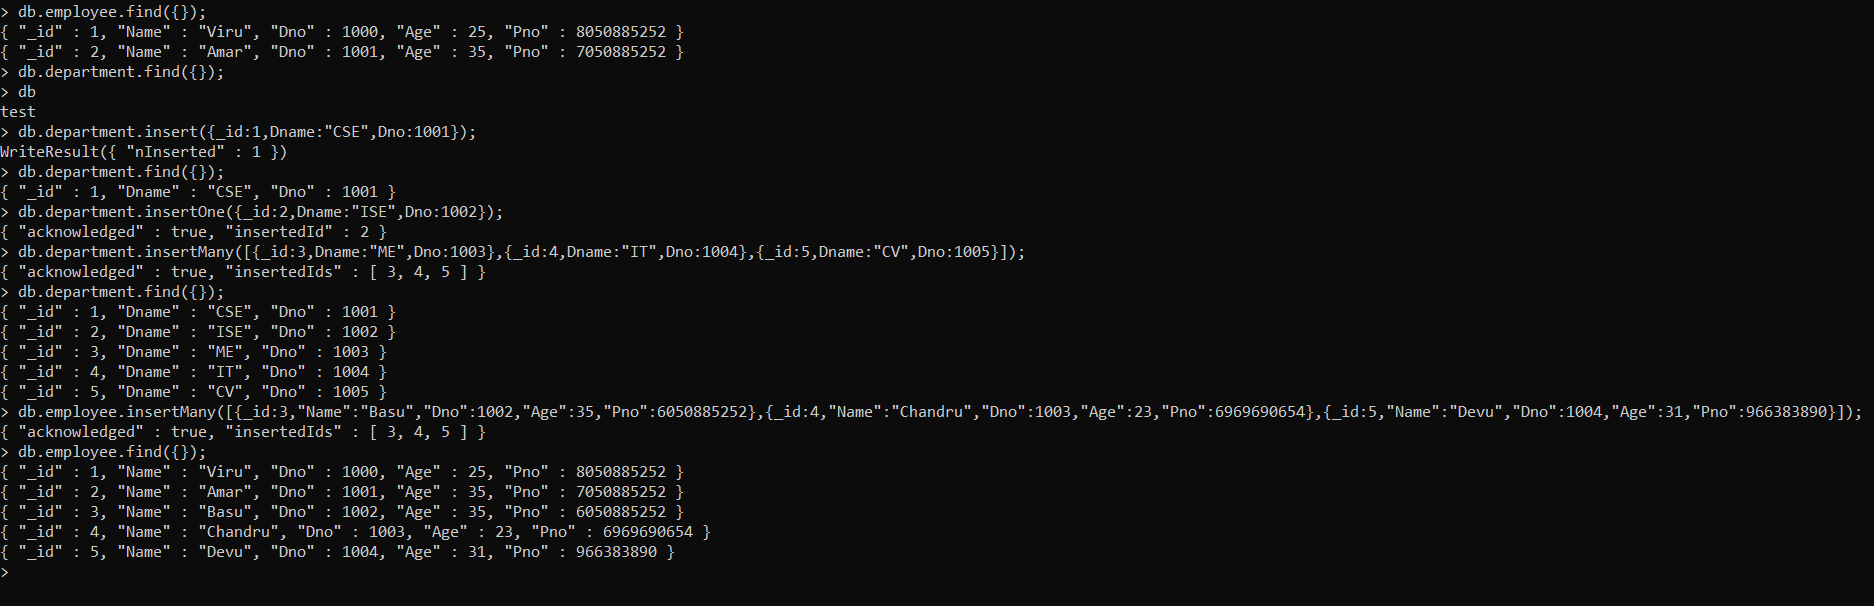 > db.employee.find({});
{ "_id" : 1, "Name" : "Viru", "Dno" : 1000, "Age" : 25, "Pno" : 8050885252 }
{ "_id" : 2, "Name" : "Amar", "Dno" : 1001, "Age" : 35, "Pno" : 7050885252 }
> db.department.find({});
> db
test
> db.department.insert({_id:1,Dname:"CSE",Dno:1001});
WriteResult({ "nInserted" : 1 })
> db.department.find({});
{ "_id" : 1, "Dname" : "CSE", "Dno" : 1001 }
> db.department.insertOne({_id:2,Dname:"ISE",Dno:1002});
{ "acknowledged" : true, "insertedId" : 2 }
> db.department.insertMany([{_id:3,Dname:"ME",Dno:1003},{_id:4,Dname:"IT",Dno:1004},{_id:5,Dname:"CV",Dno:1005}]);
{ "acknowledged" : true, "insertedIds" : [ 3, 4, 5 ] }
> db.department.find({});
{ "_id" : 1, "Dname" : "CSE", "Dno" : 1001 }
{ "_id" : 2, "Dname" : "ISE", "Dno" : 1002 }
{ "_id" : 3, "Dname" : "ME", "Dno" : 1003 }
{ "_id" : 4, "Dname" : "IT", "Dno" : 1004 }
{ "_id" : 5, "Dname" : "CV", "Dno" : 1005 }
> db.employee.insertMany([{_id:3,"Name":"Basu","Dno":1002,"Age":35,"Pno":6050885252},{_id:4,"Name":"Chandru","Dno":1003,"Age":23,"Pno":6969690654},{_id:5,"Name":"Devu","Dno":1004,"Age":31,"Pno":966383890}]);
{ "acknowledged" : true, "insertedIds" : [ 3, 4, 5 ] }
> db.employee.find({});
{ "_id" : 1, "Name" : "Viru", "Dno" : 1000, "Age" : 25, "Pno" : 8050885252 }
{ "_id" : 2, "Name" : "Amar", "Dno" : 1001, "Age" : 35, "Pno" : 7050885252 }
{ "_id" : 3, "Name" : "Basu", "Dno" : 1002, "Age" : 35, "Pno" : 6050885252 }
{ "_id" : 4, "Name" : "Chandru", "Dno" : 1003, "Age" : 23, "Pno" : 6969690654 }
{ "_id" : 5, "Name" : "Devu", "Dno" : 1004, "Age" : 31, "Pno" : 966383890 }
>